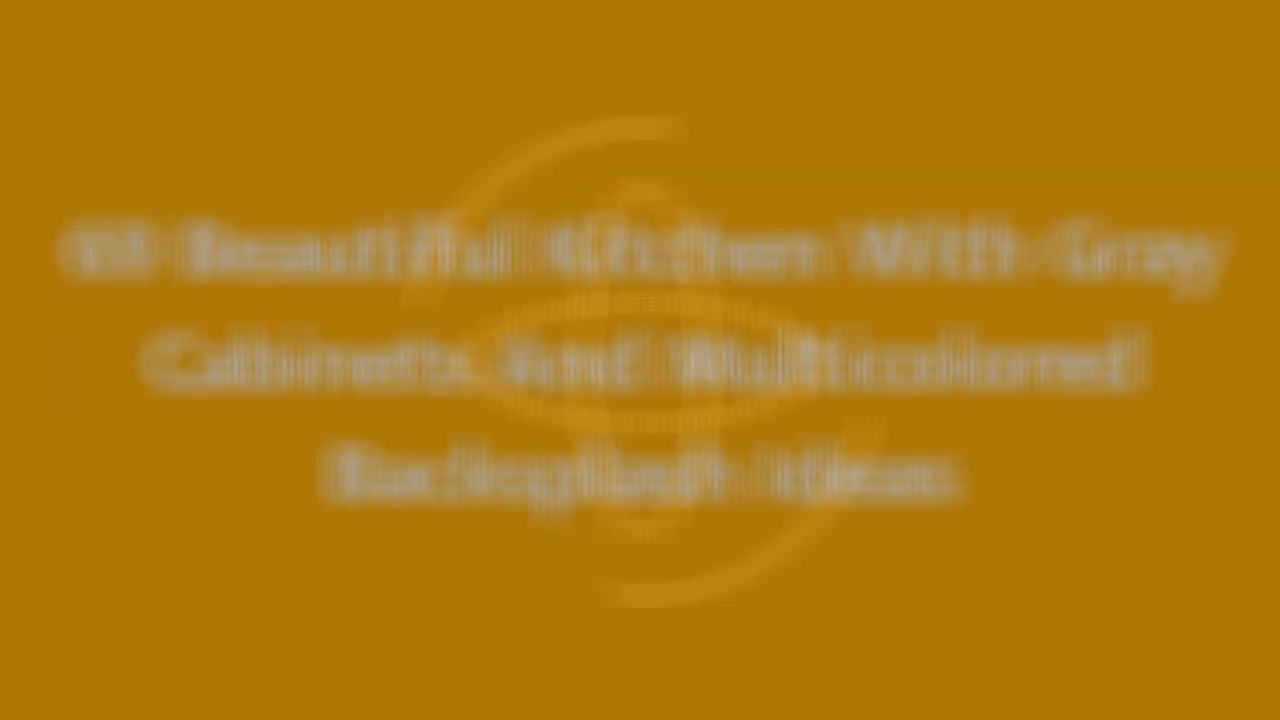 Beautiful Kitchen With Gray
Cabinets And Multicolored
Backsplash Ideas